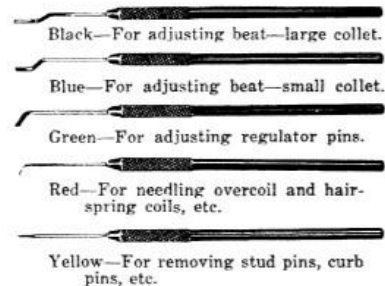 Black—For adjusting beat—large collet.
Blue—For adjusting beat—small collet.
Green—For adjusting regulator pins.
Red—For needling overcoil and hair-
spring coils, etc.
Yellow—For removing stud pins, curb
pins, etc.